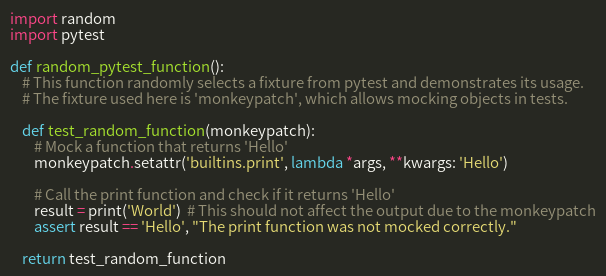 import random
import pytest

def random_pytest_function():
    # This function randomly selects a fixture from pytest and demonstrates its usage.
    # The fixture used here is 'monkeypatch', which allows mocking objects in tests.

    def test_random_function(monkeypatch):
        # Mock a function that returns 'Hello'
        monkeypatch.setattr('builtins.print', lambda *args, **kwargs: 'Hello')

        # Call the print function and check if it returns 'Hello'
        result = print('World')  # This should not affect the output due to the monkeypatch
        assert result == 'Hello', "The print function was not mocked correctly."

    return test_random_function